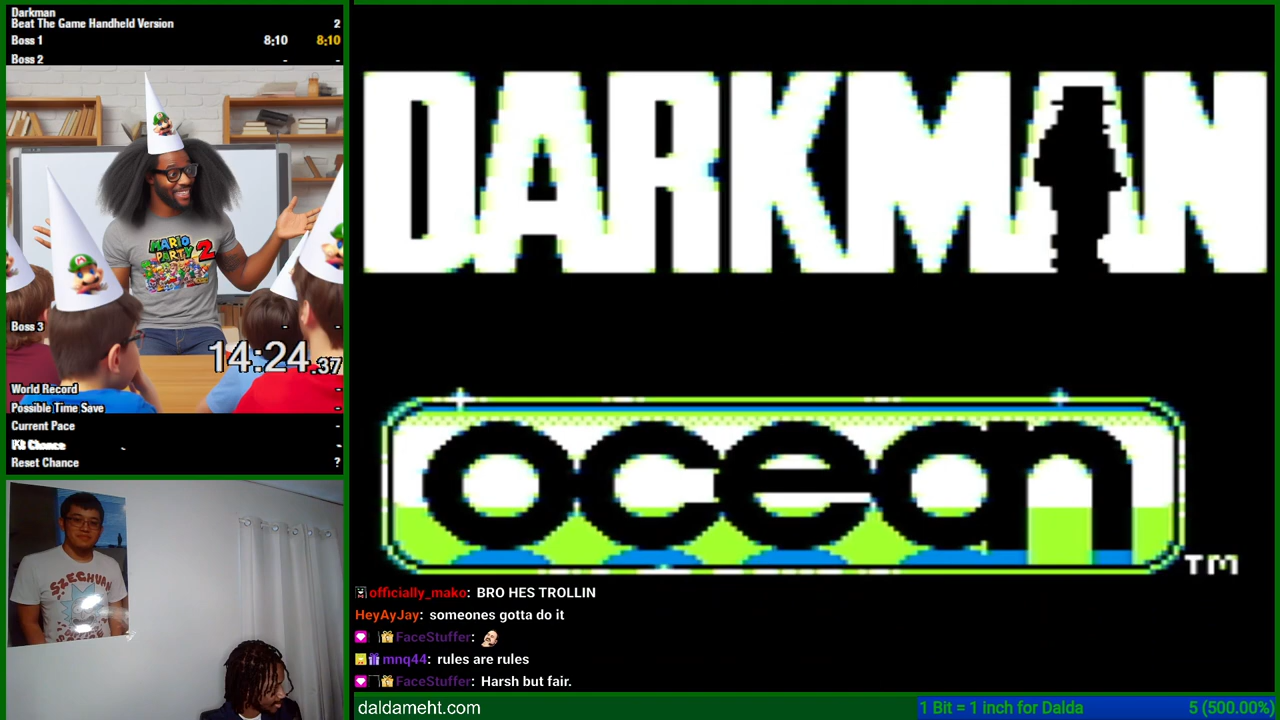 Darkman
Beat The Game Handheld Version 2
Boss 1 8:10 8:10
Boss 2 - -
MARIO PARTY 2
Boss 3 - -
14:24.37
World Record -
Possible Time Save -
Current Pace -
Reset Chance ?
SZECHUAN
DARKMAN
ocean
TM
officially_mako: BRO HES TROLLIN
HeyAyJay: someones gotta do it
FaceStuffer:
mnq44: rules are rules
FaceStuffer: Harsh but fair.
daldameht.com
1 Bit = 1 inch for Dalda 5 (500.00%)